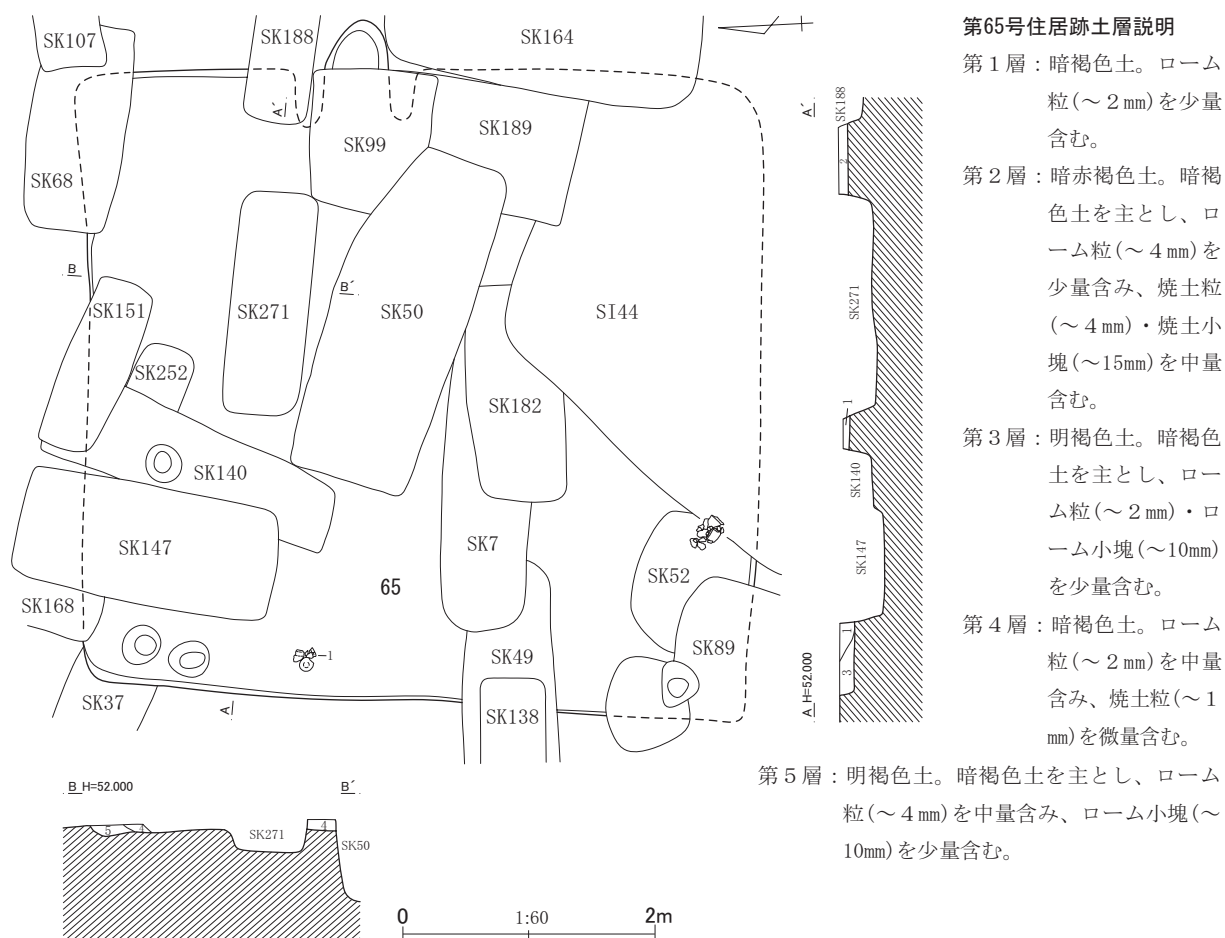 SK107
SK188
SK164
SK189
SK99
SK68
A´
B
B´
SK151
SK271
SK50
SI44
SK252
SK182
SK140
SK147
SK7
SK52
65
SK168
SK49
SK89
1
SK37
A
SK138
A´
SK188
2
SK271
1
SK140
SK147
1
3
A H=52.000
B H=52.000
B´
5
4
SK271
4
SK50
0
1:60
2m
第65号住居跡土層説明
第1層：暗褐色土。ローム
粒(～2㎜)を少量
含む。
第2層：暗赤褐色土。暗褐
色土を主とし、ロ
ーム粒(～4㎜)を
少量含み、焼土粒
(～4㎜)・焼土小
塊(～15㎜)を中量
含む。
第3層：明褐色土。暗褐色
土を主とし、ロー
ム粒(～2㎜)・ロ
ーム小塊(～10㎜)
を少量含む。
第4層：暗褐色土。ローム
粒(～2㎜)を中量
含み、焼土粒(～1
㎜)を微量含む。
第5層：明褐色土。暗褐色土を主とし、ローム
粒(～4㎜)を中量含み、ローム小塊(～
10㎜)を少量含む。